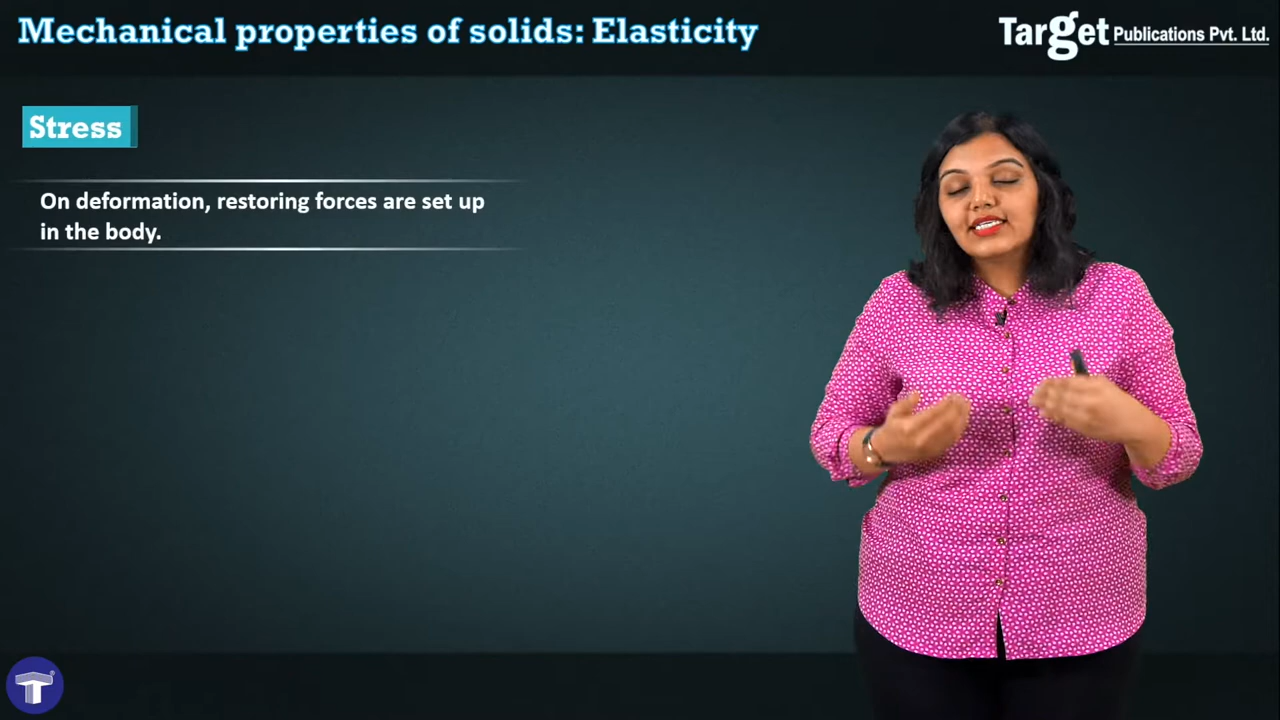 Mechanical properties of solids: Elasticity
Target Publications Pvt. Ltd.
Stress
On deformation, restoring forces are set up
in the body.